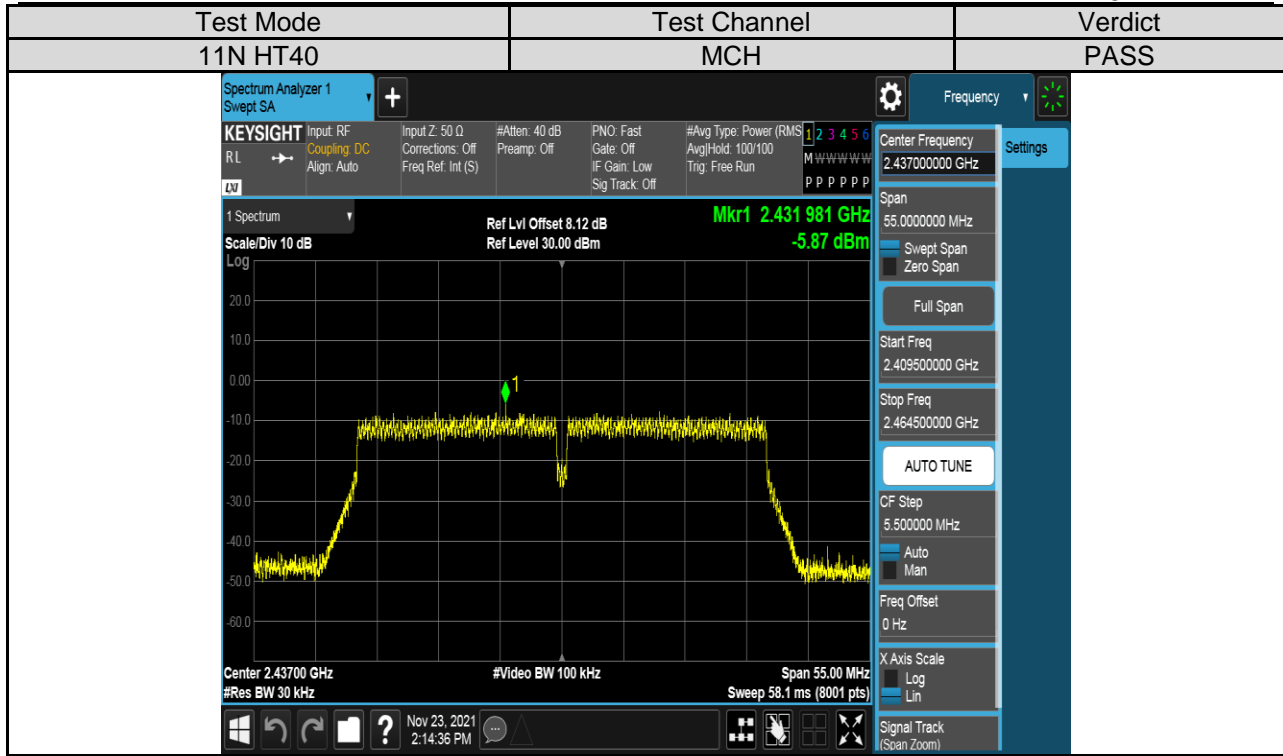 Test Mode Test Channel Verdict
11N HT40 MCH PASS
Spectrum Analyzer 1
Swept SA
+
Frequency
KEYSIGHT
RL
LXI
Input: RF
Coupling: DC
Align: Auto
Input Z: 50 Ω
Corrections: Off
Freq Ref: Int (S)
#Atten: 40 dB
Preamp: Off
PNO: Fast
Gate: Off
IF Gain: Low
Sig Track: Off
#Avg Type: Power (RMS
Avg|Hold: 100/100
Trig: Free Run
1 2 3 4 5 6
M W W W W W
P P P P P P
1 Spectrum
Scale/Div 10 dB
Log
Ref Lvl Offset 8.12 dB
Ref Level 30.00 dBm
Mkr1 2.431 981 GHz
-5.87 dBm
20.0
10.0
0.00
-10.0
-20.0
-30.0
-40.0
-50.0
-60.0
1
Center 2.43700 GHz
#Res BW 30 kHz
#Video BW 100 kHz
Span 55.00 MHz
Sweep 58.1 ms (8001 pts)
Nov 23, 2021
2:14:36 PM
?
Center Frequency
2.437000000 GHz
Settings
Span
55.0000000 MHz
Swept Span
Zero Span
Full Span
Start Freq
2.409500000 GHz
Stop Freq
2.464500000 GHz
AUTO TUNE
CF Step
5.500000 MHz
Auto
Man
Freq Offset
0 Hz
X Axis Scale
Log
Lin
Signal Track
(Span Zoom)